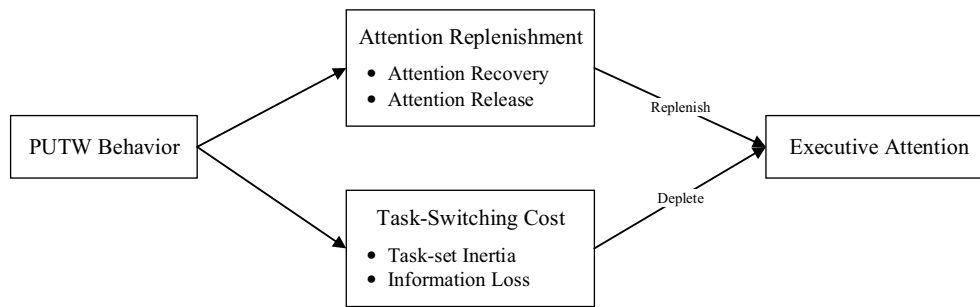 Attention Replenishment
• Attention Recovery
• Attention Release
Replenish
PUTW Behavior
Executive Attention
Deplete
Task-Switching Cost
• Task-set Inertia
• Information Loss